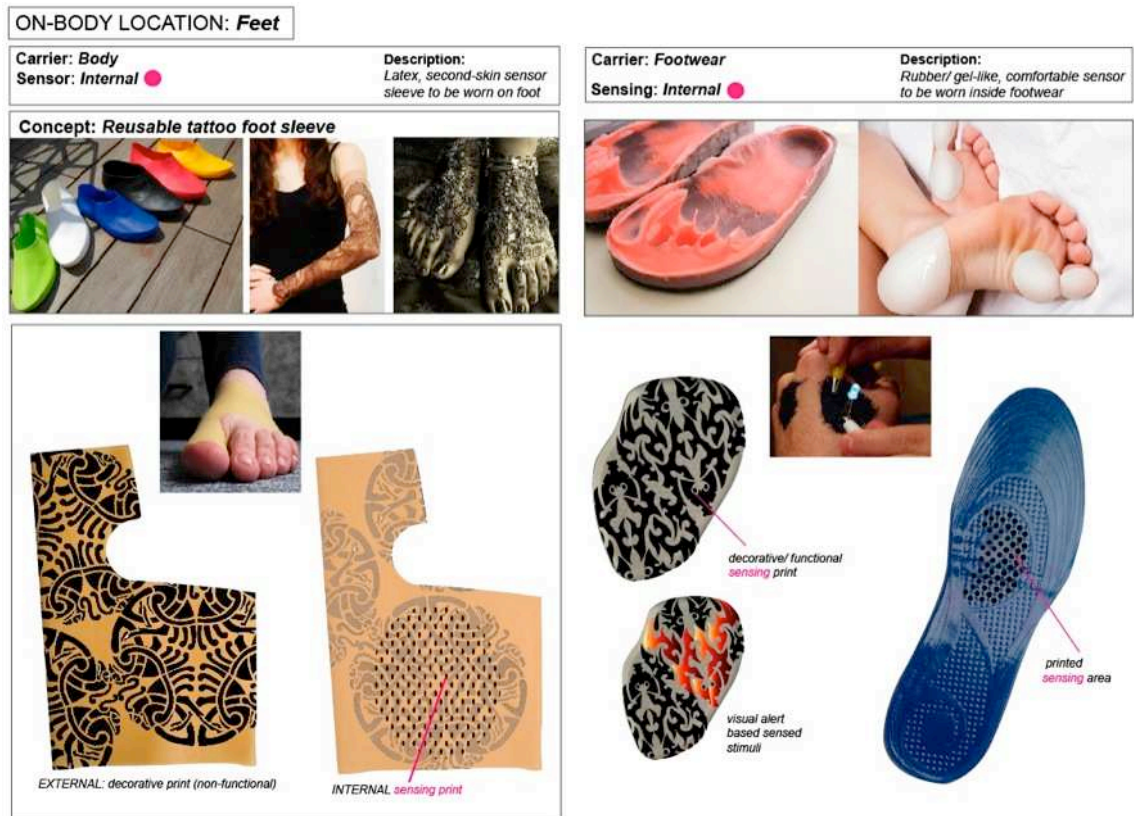 ON-BODY LOCATION: Feet
Carrier: Body
Sensor: Internal
Description:
Latex, second-skin sensor
sleeve to be worn on foot
Concept: Reusable tattoo foot sleeve
EXTERNAL: decorative print (non-functional)
INTERNAL sensing print
Carrier: Footwear
Sensing: Internal
Description:
Rubber/ gel-like, comfortable sensor
to be worn inside footwear
decorative/ functional
sensing print
visual alert
based sensed
stimuli
printed
sensing area